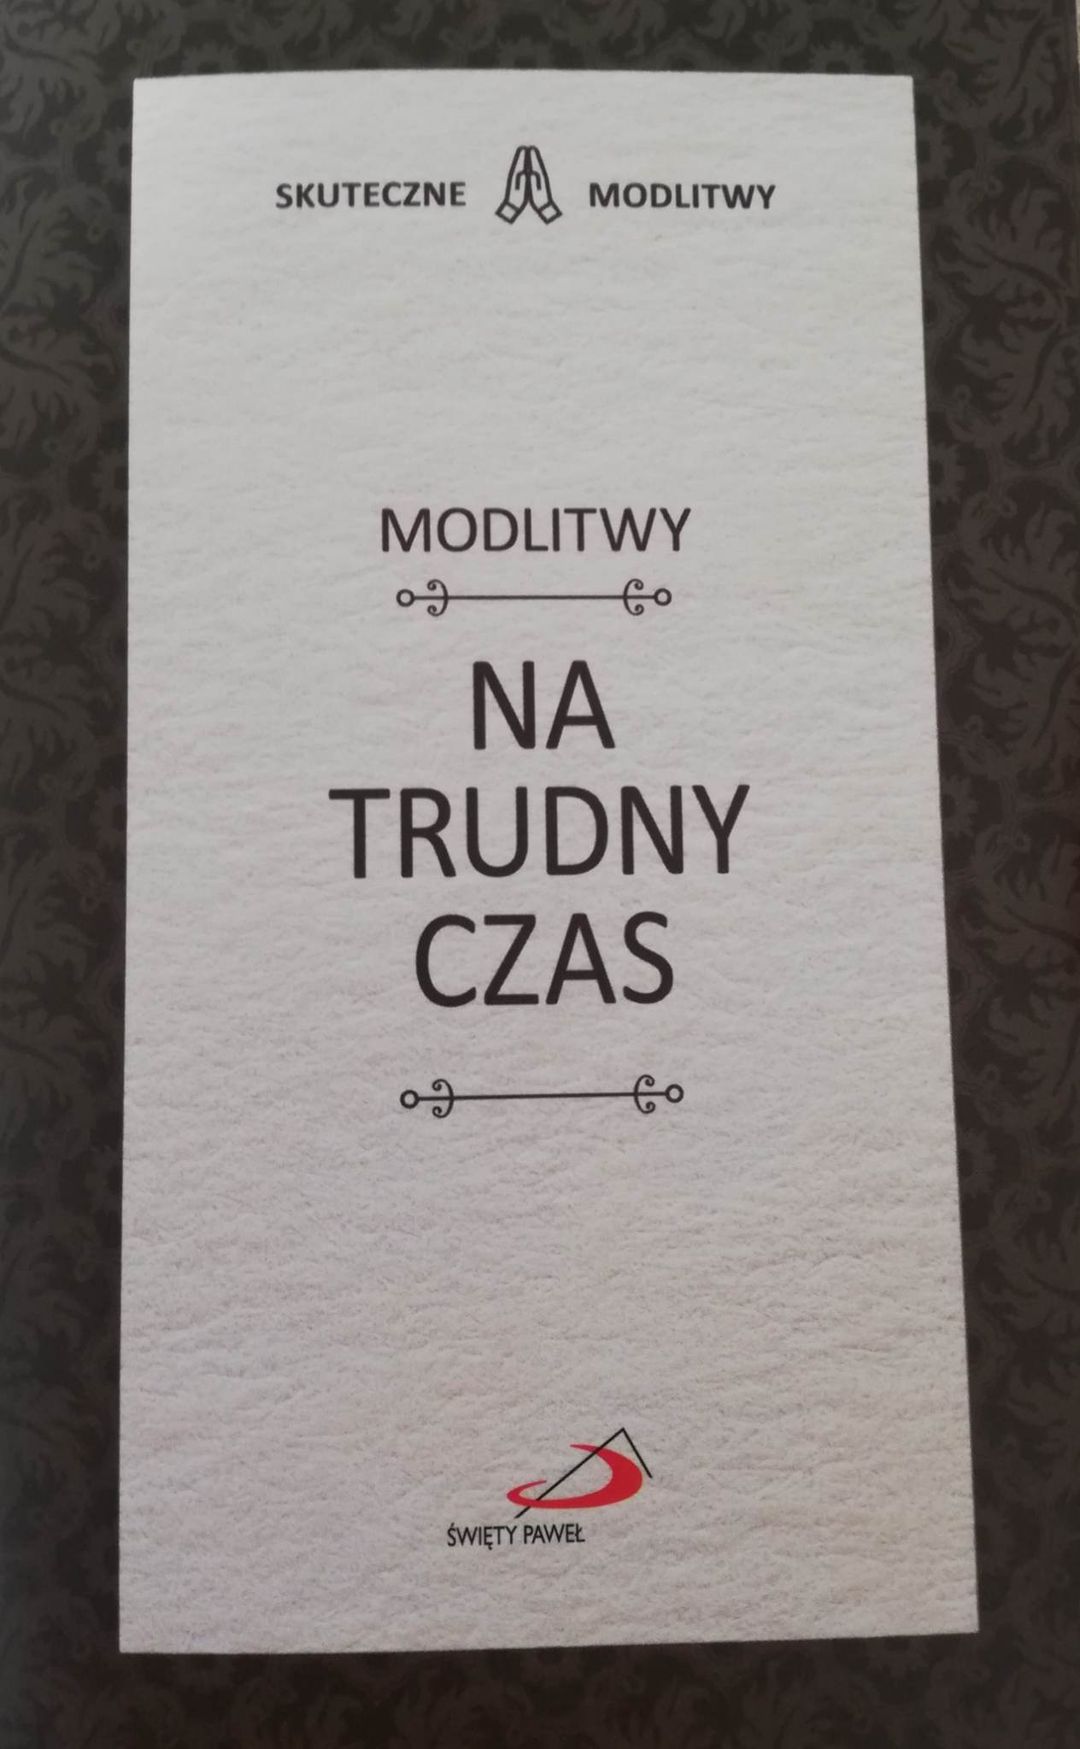 SKUTECZNE MODLITWY
MODLITWY
NA
TRUDNY
CZAS
ŚWIĘTY PAWEŁ